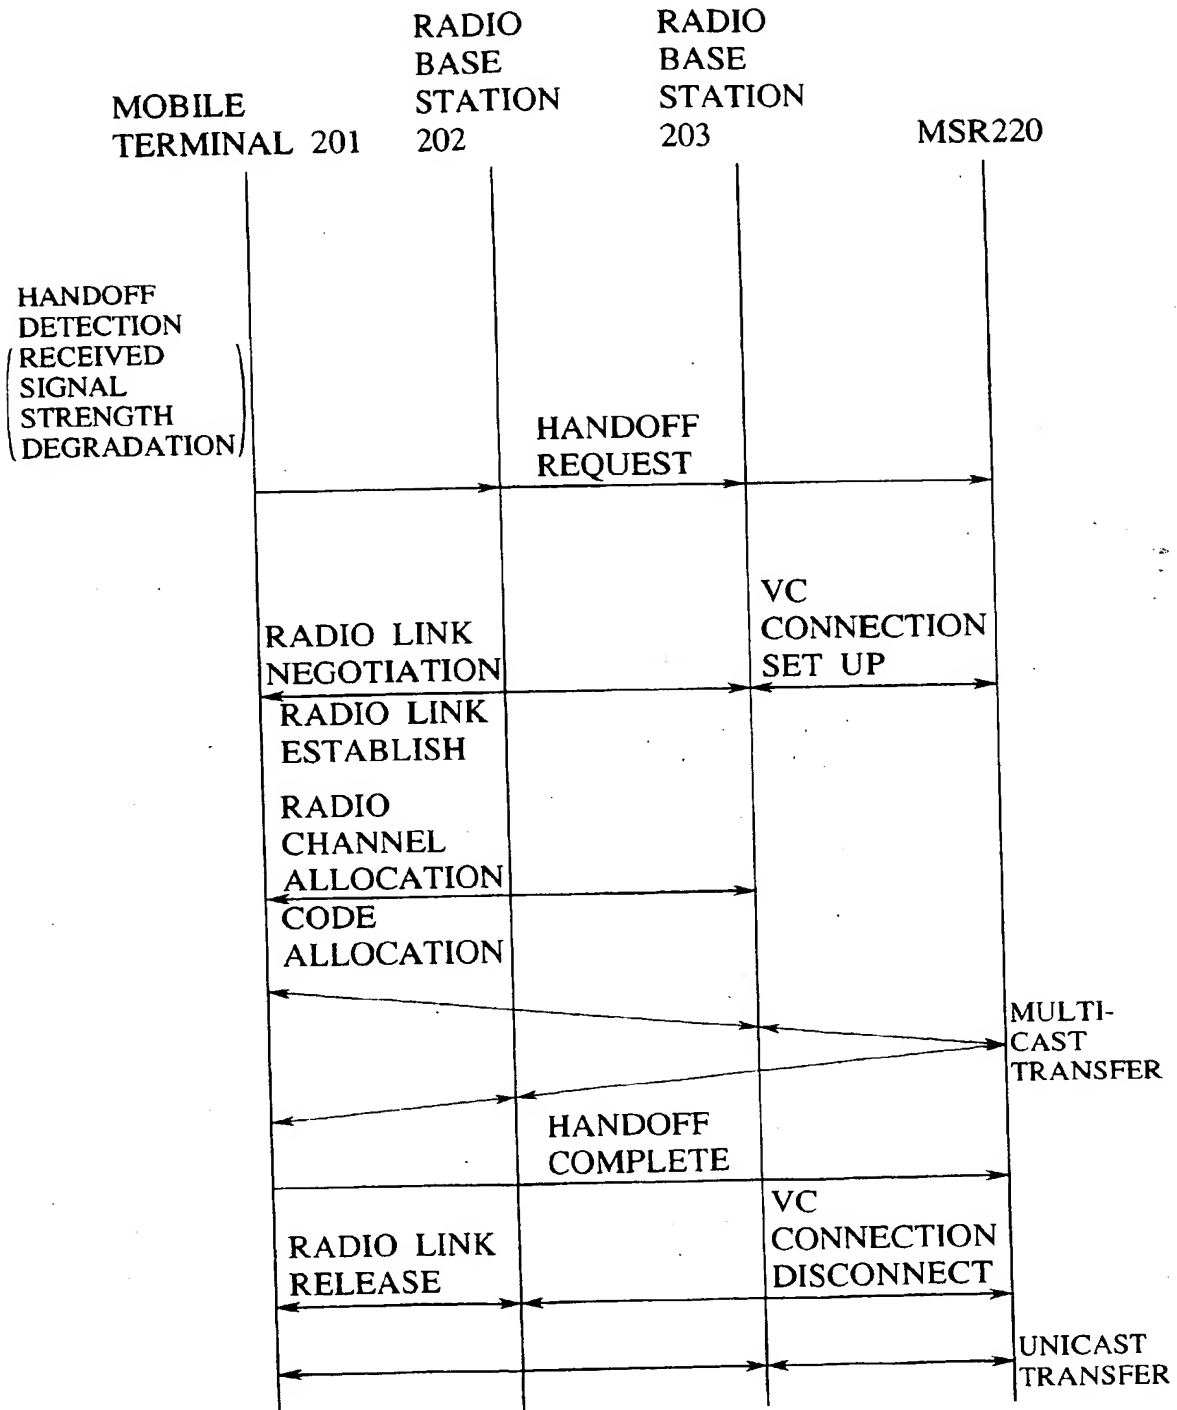 RADIO
BASE
STATION
202
RADIO
BASE
STATION
203
MOBILE
TERMINAL 201
MSR220
HANDOFF
DETECTION
(RECEIVED
SIGNAL
STRENGTH
DEGRADATION)
HANDOFF
REQUEST
VC
CONNECTION
SET UP
RADIO LINK
NEGOTIATION
RADIO LINK
ESTABLISH
RADIO
CHANNEL
ALLOCATION
CODE
ALLOCATION
MULTI-
CAST
TRANSFER
HANDOFF
COMPLETE
VC
CONNECTION
DISCONNECT
RADIO LINK
RELEASE
UNICAST
TRANSFER